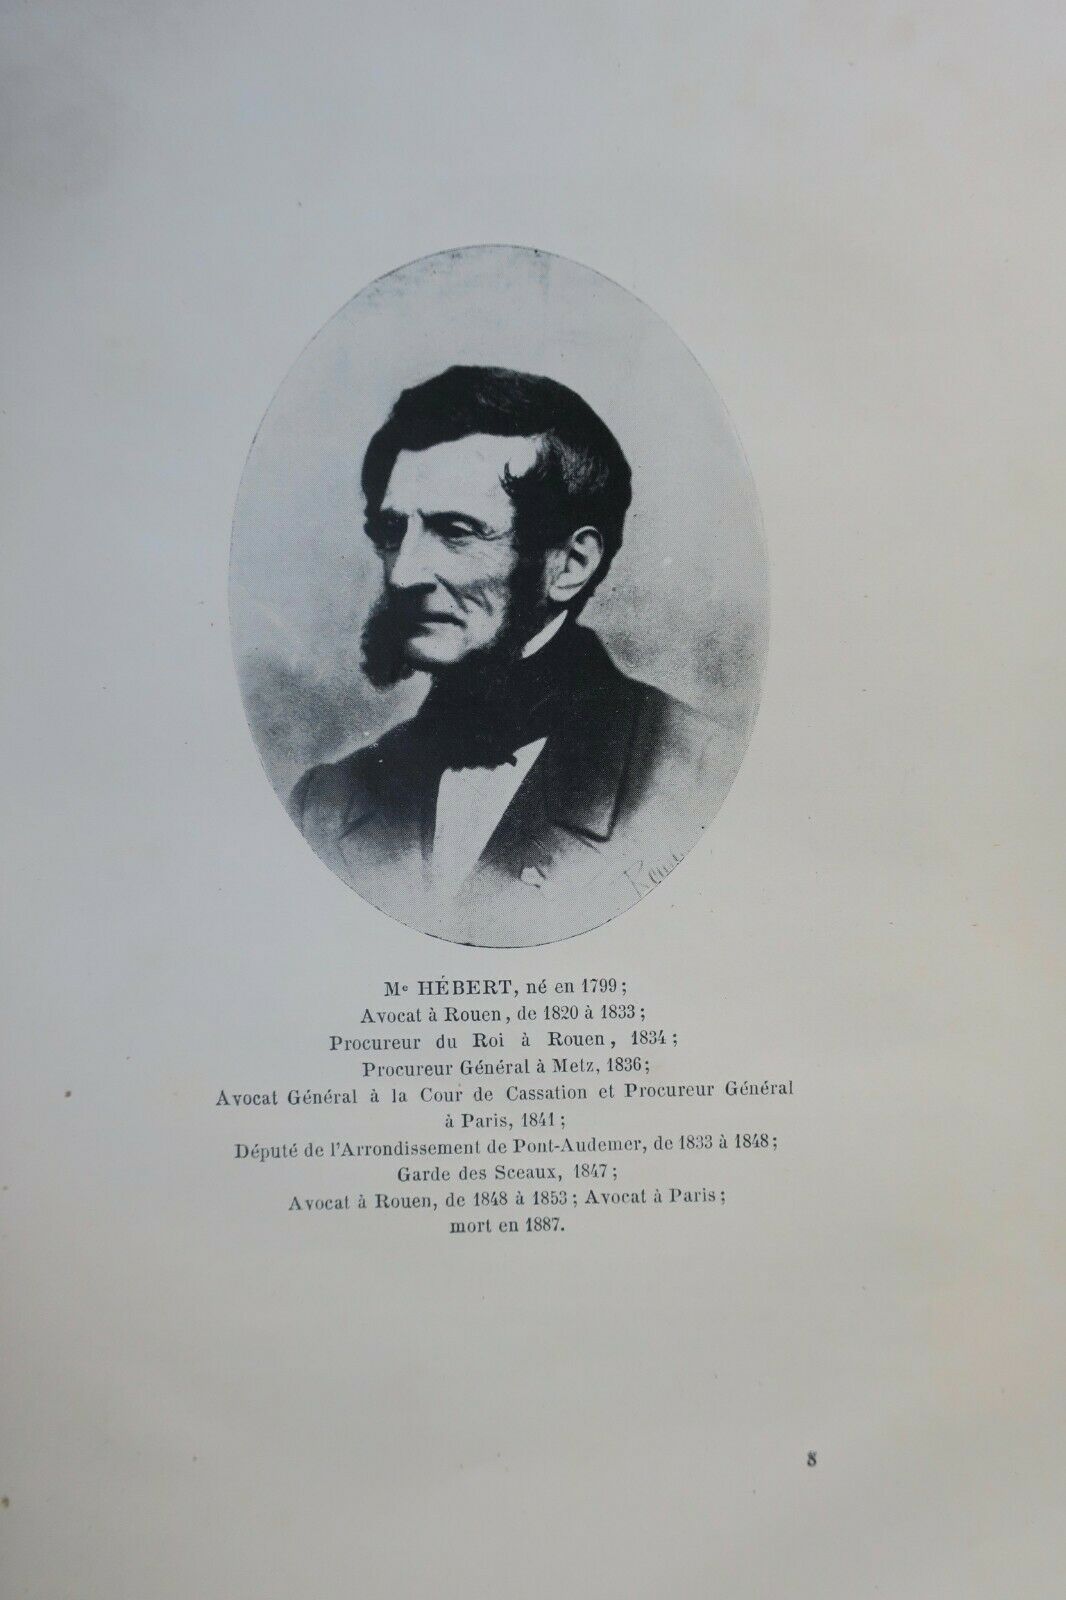 Me HÉBERT, né en 1799;
Avocat à Rouen, de 1820 à 1833;
Procureur du Roi à Rouen, 1834;
Procureur Général à Metz, 1836;
Avocat Général à la Cour de Cassation et Procureur Général
à Paris, 1841;
Député de l'Arrondissement de Pont-Audemer, de 1833 à 1848;
Garde des Sceaux, 1847;
Avocat à Rouen, de 1848 à 1853; Avocat à Paris;
mort en 1887.
8